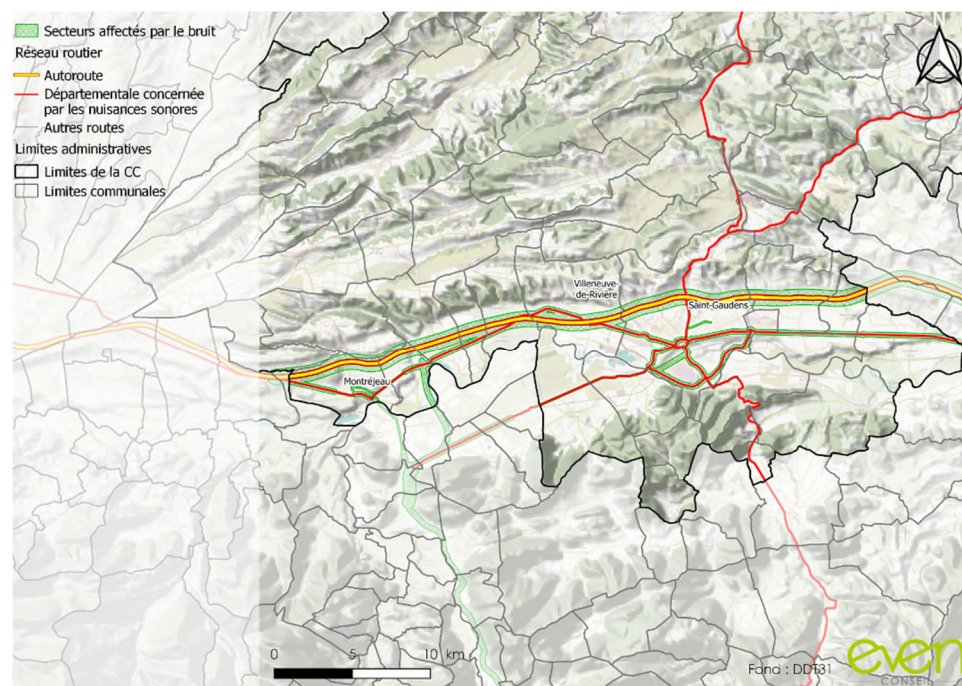 Secteurs affectés par le bruit
Réseau routier
Autoroute
Départementale concernée
par les nuisances sonores
Autres routes
Limites administratives
Limites de la CC
Limites communales
N
Villeneuve-
de-Rivière
Saint-Gaudens
Montréjeau
0 5 10 km
Fond : DDT31
even
CONSEIL